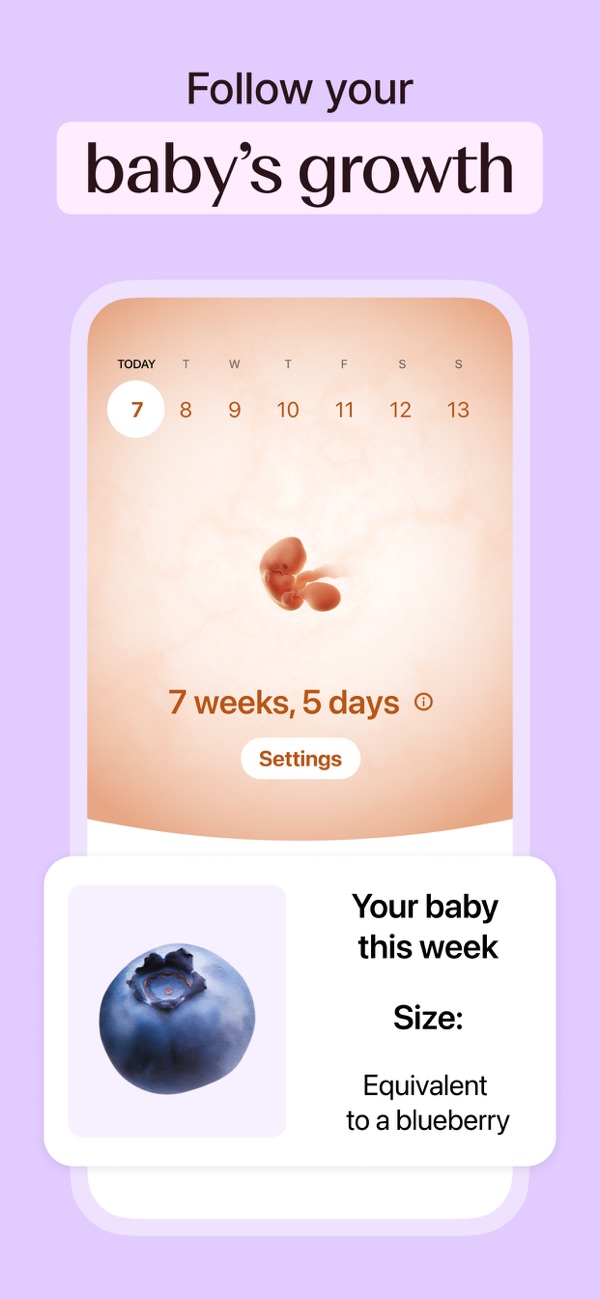 Follow your
baby's growth
TODAY T W T F S S
7 8 9 10 11 12 13
7 weeks, 5 days
Settings
Your baby
this week
Size:
Equivalent
to a blueberry